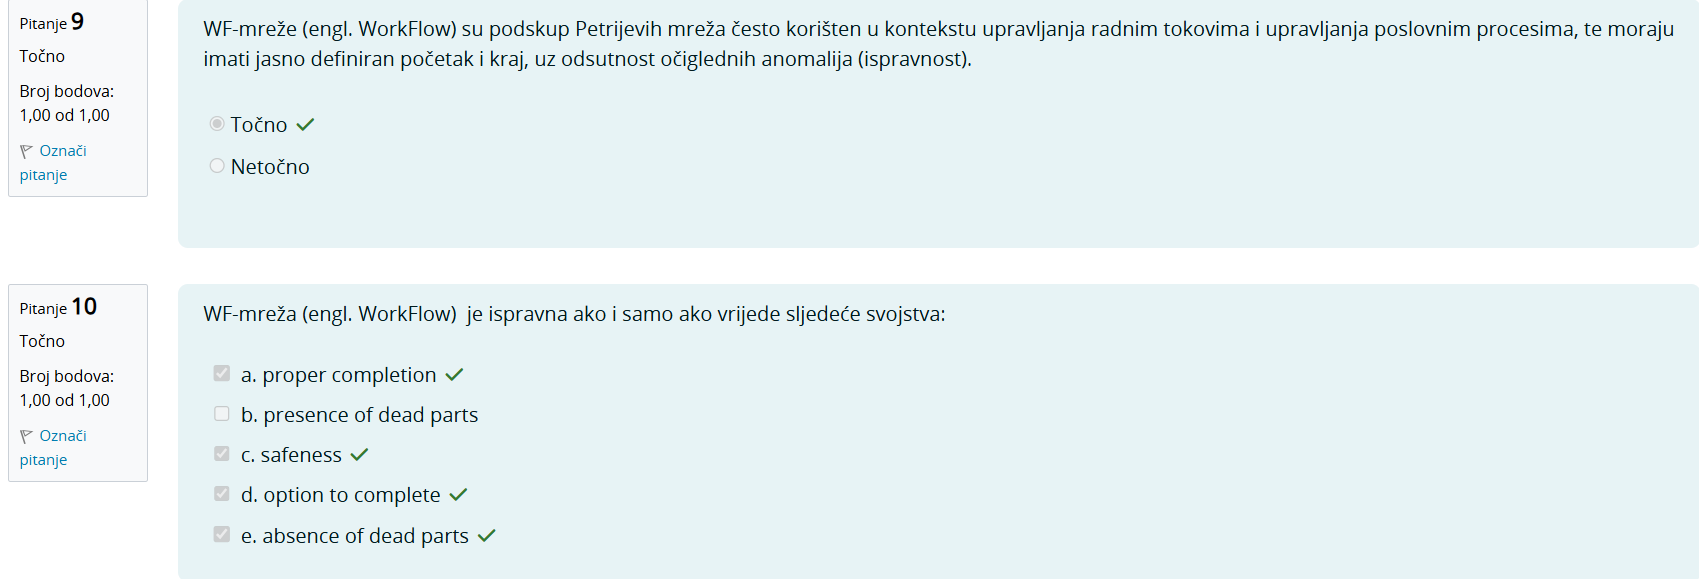 Pitanje 9
Točno
Broj bodova:
1,00 od 1,00
Označi
pitanje
WF-mreže (engl. WorkFlow) su podskup Petrijevih mreža često korišten u kontekstu upravljanja radnim tokovima i upravljanja poslovnim procesima, te moraju
imati jasno definiran početak i kraj, uz odsutnost očiglednih anomalija (ispravnost).
Točno
Netočno
Pitanje 10
Točno
Broj bodova:
1,00 od 1,00
Označi
pitanje
WF-mreža (engl. WorkFlow) je ispravna ako i samo ako vrijede sljedeće svojstva:
a. proper completion
b. presence of dead parts
c. safeness
d. option to complete
e. absence of dead parts